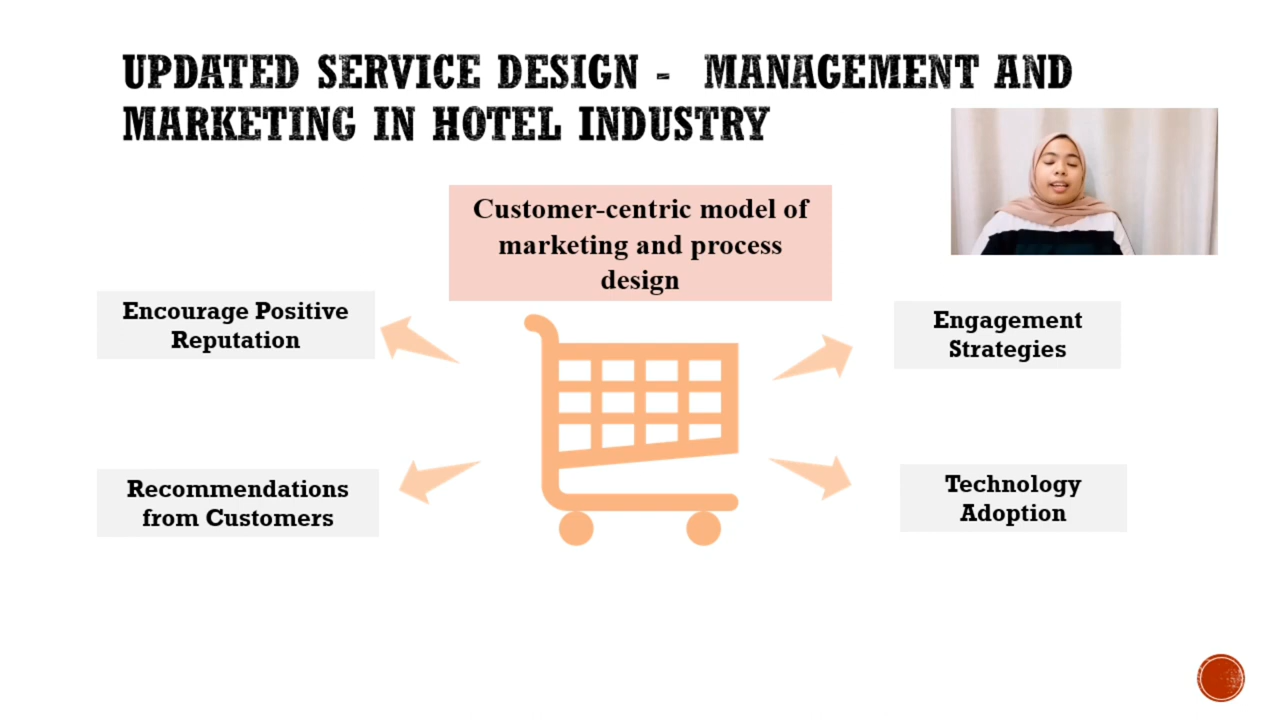 UPDATED SERVICE DESIGN - MANAGEMENT AND
MARKETING IN HOTEL INDUSTRY
Customer-centric model of
marketing and process
design
Encourage Positive
Reputation
Engagement
Strategies
Recommendations
from Customers
Technology
Adoption